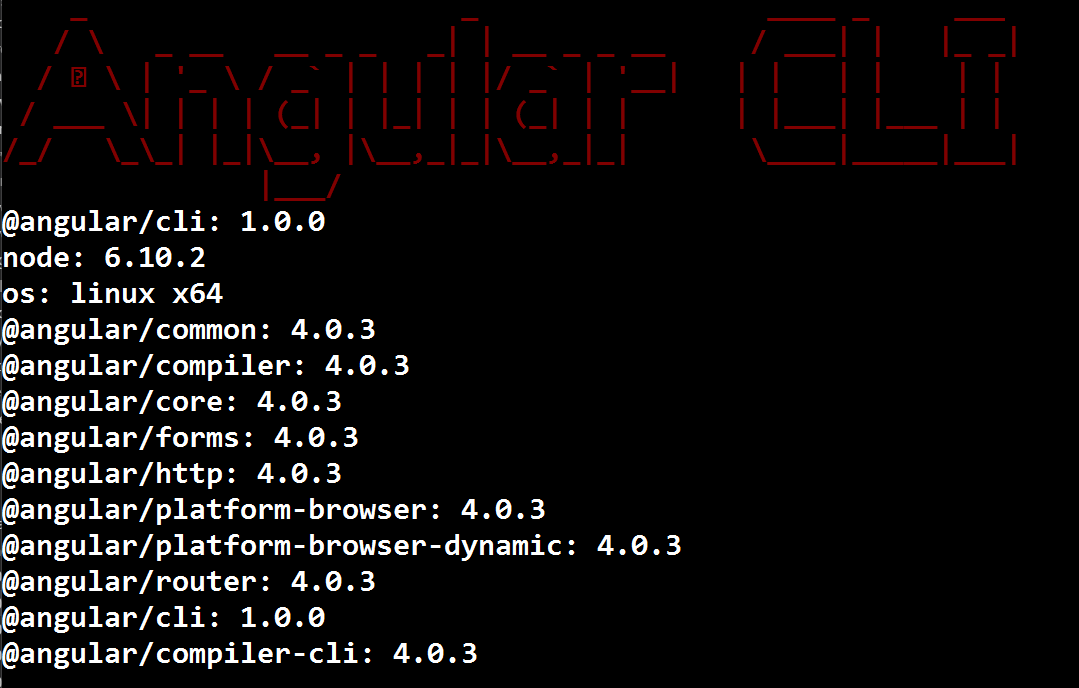 Angular CLI
@angular/cli: 1.0.0
node: 6.10.2
os: linux x64
@angular/common: 4.0.3
@angular/compiler: 4.0.3
@angular/core: 4.0.3
@angular/forms: 4.0.3
@angular/http: 4.0.3
@angular/platform-browser: 4.0.3
@angular/platform-browser-dynamic: 4.0.3
@angular/router: 4.0.3
@angular/cli: 1.0.0
@angular/compiler-cli: 4.0.3